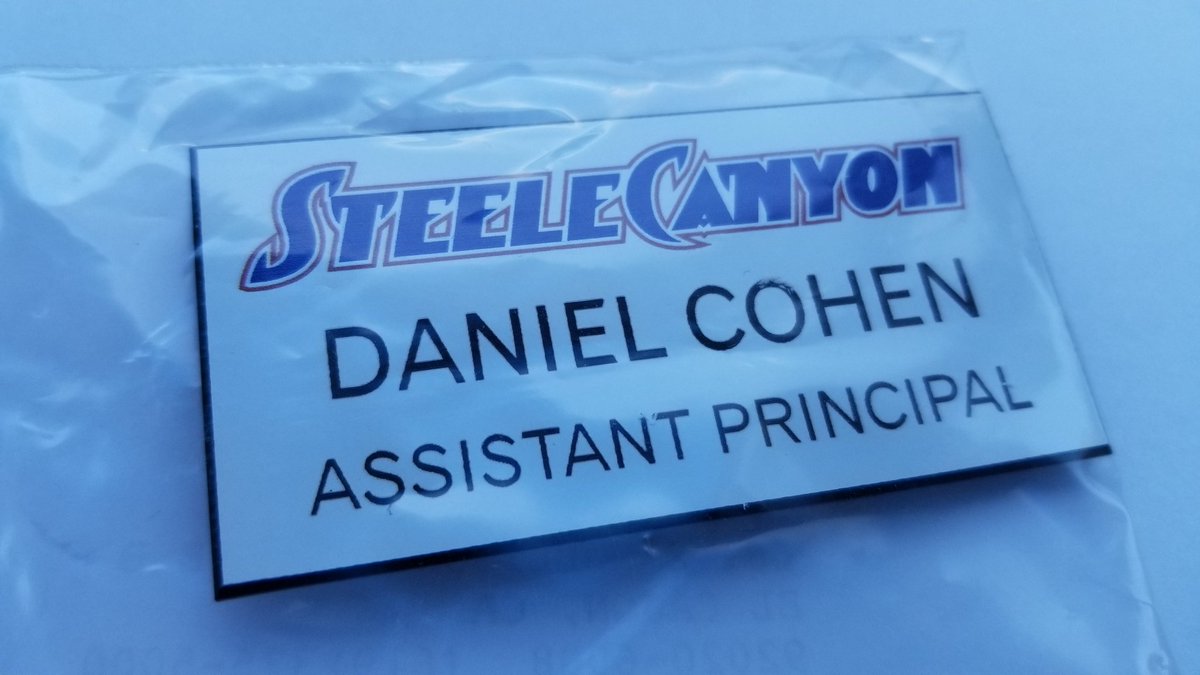 STEELE CANYON
DANIEL COHEN
ASSISTANT PRINCIPAL